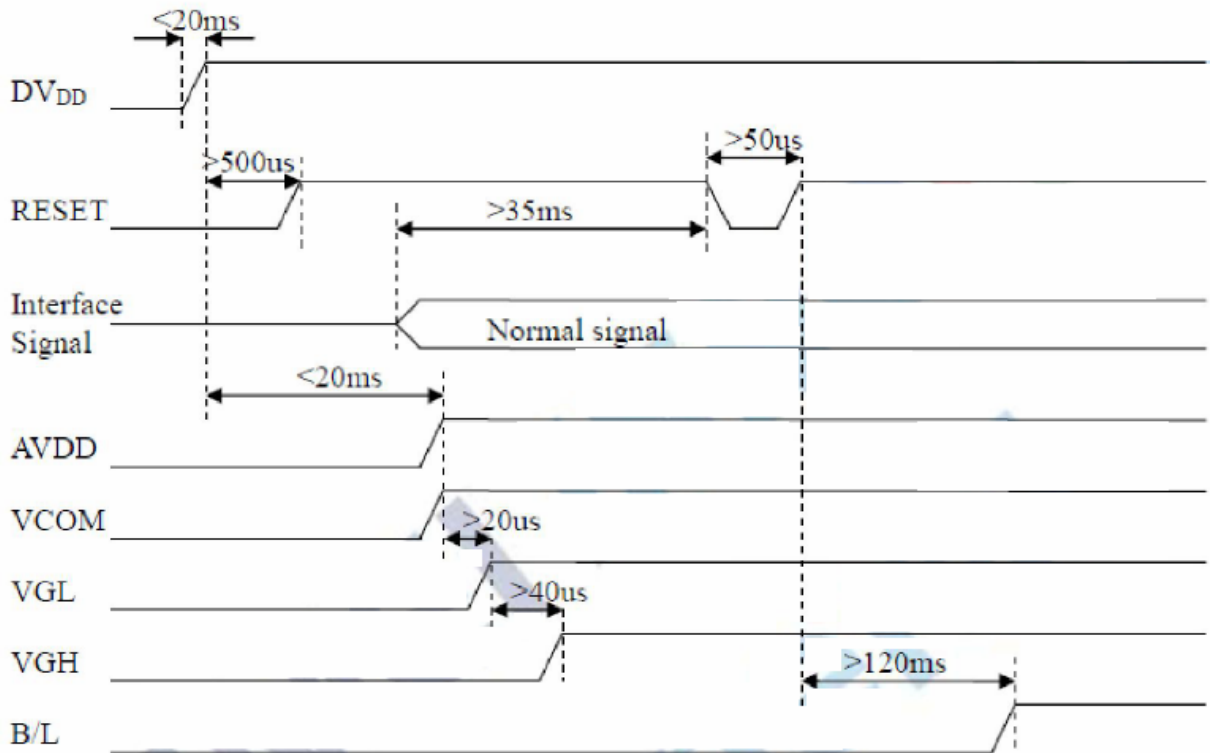 <20ms
DVDD
>500us
>50us
RESET
>35ms
Interface
Signal
Normal signal
<20ms
AVDD
VCOM
>20us
VGL
>40us
VGH
>120ms
B/L